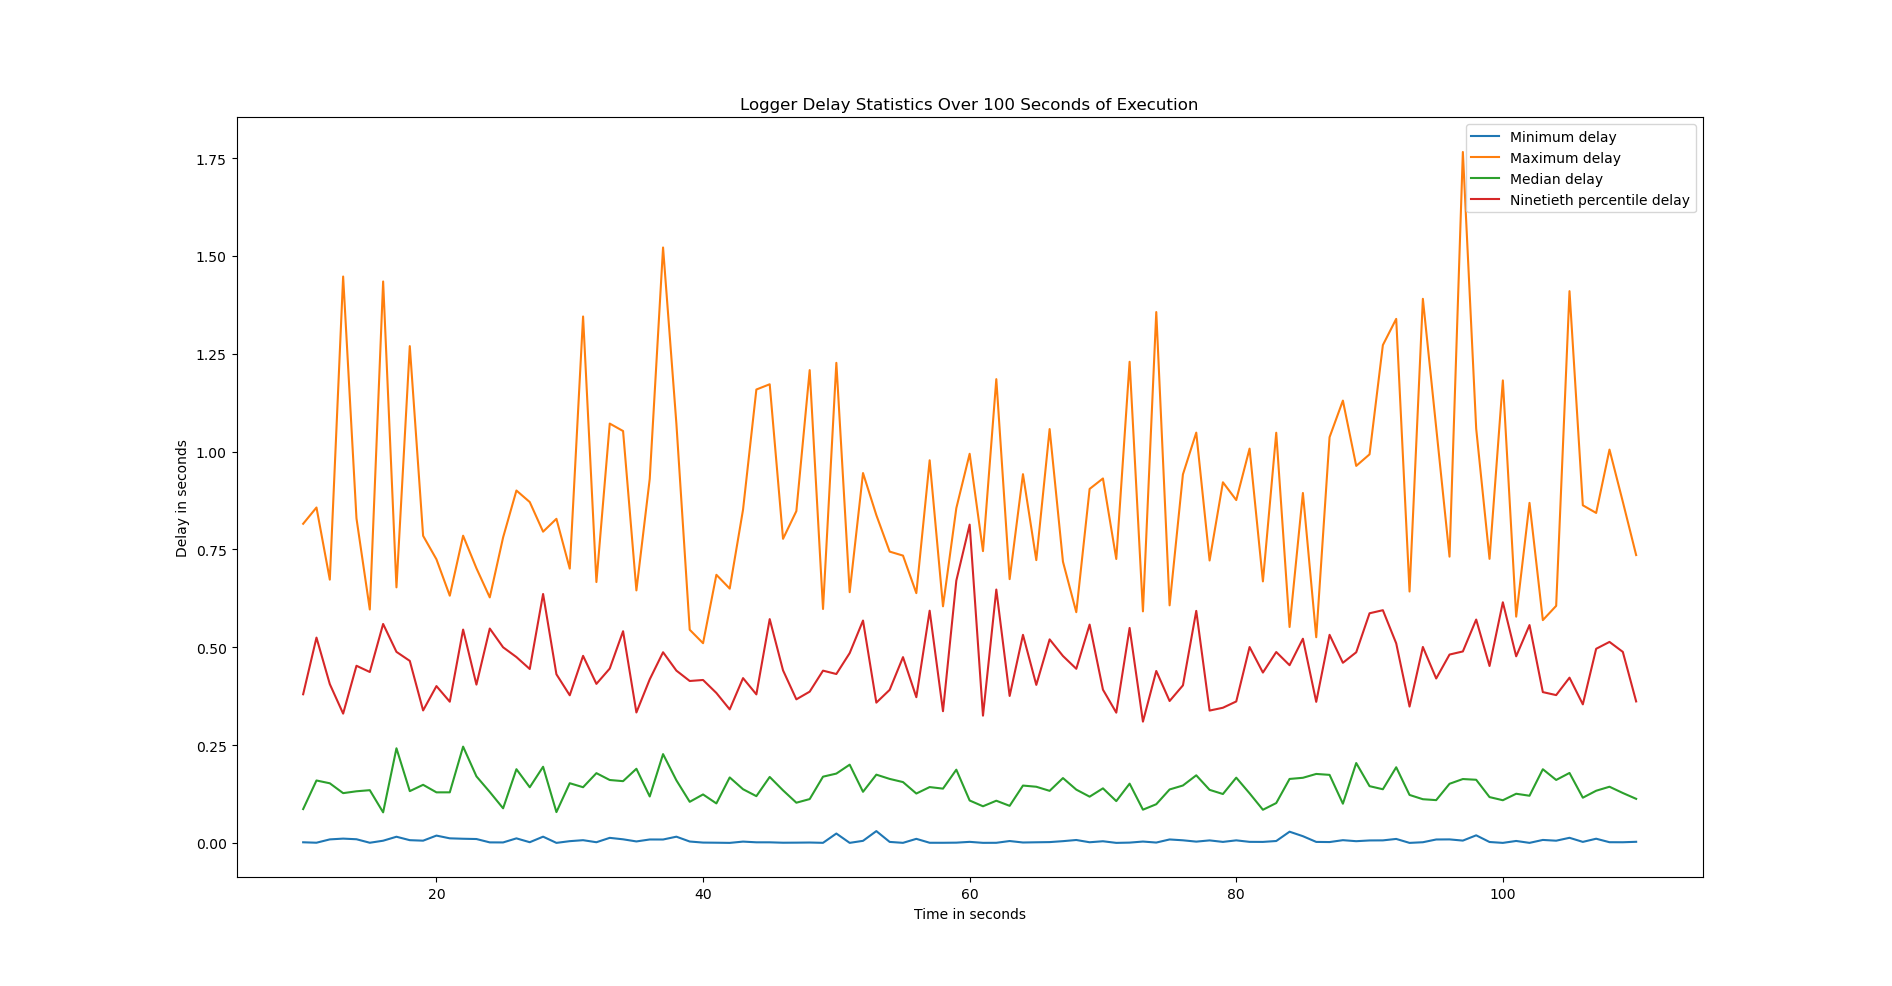 Logger Delay Statistics Over 100 Seconds of Execution
Minimum delay
Maximum delay
Median delay
Ninetieth percentile delay
1.75
1.50
1.25
1.00
0.75
0.50
0.25
0.00
Delay in seconds
20 40 60 80 100
Time in seconds